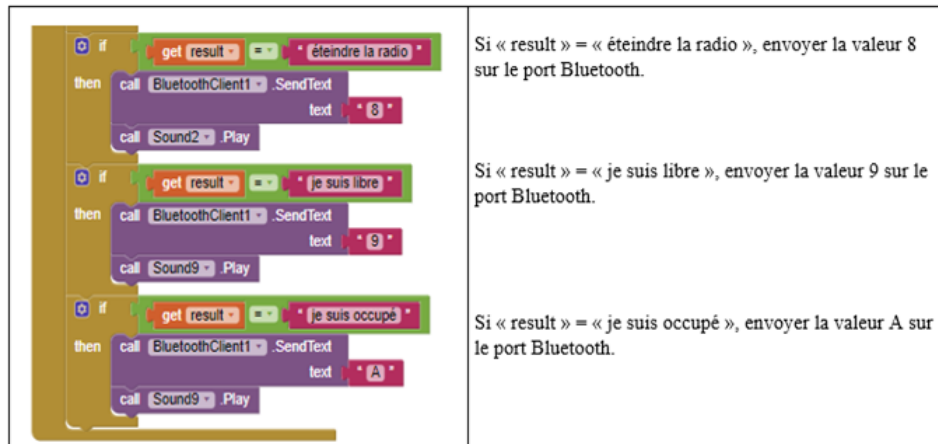 if get result = " éteindre la radio "
then call BluetoothClient1 .SendText
text " 8 "
call Sound2 .Play
if get result = " je suis libre "
then call BluetoothClient1 .SendText
text " 9 "
call Sound9 .Play
if get result = " je suis occupé "
then call BluetoothClient1 .SendText
text " A "
call Sound9 .Play
Si « result » = « éteindre la radio », envoyer la valeur 8
sur le port Bluetooth.
Si « result » = « je suis libre », envoyer la valeur 9 sur le
port Bluetooth.
Si « result » = « je suis occupé », envoyer la valeur A sur
le port Bluetooth.